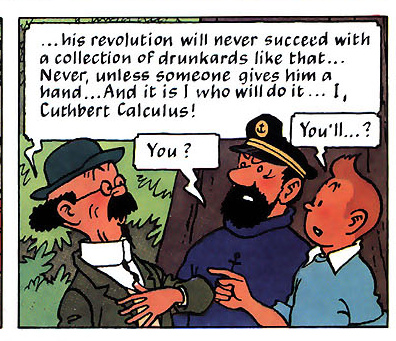 ...his revolution will never succeed with
a collection of drunkards like that...
Never, unless someone gives him a
hand... And it is I who will do it... I,
Cuthbert Calculus!
You ?
You'll...?